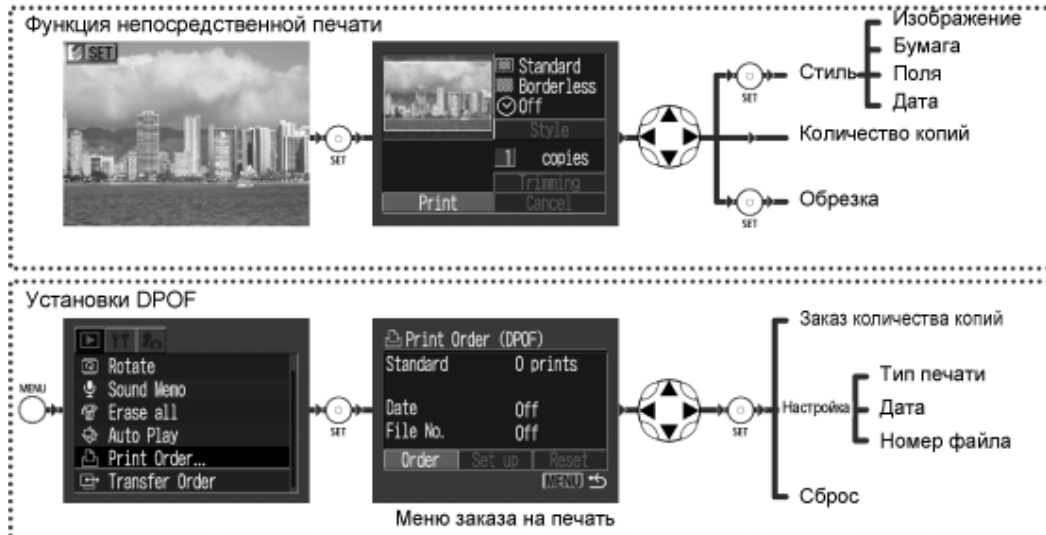 Функция непосредственной печати
SET
SET
Standard
Borderless
Off
Style
1 copies
Trimming
Print Cancel
SET
Стиль
Изображение
Бумага
Поля
Дата
Количество копий
SET
Обрезка
Установки DPOF
MENU
Rotate
Sound Memo
Erase all
Auto Play
Print Order...
Transfer Order
SET
Print Order (DPOF)
Standard 0 prints
Date Off
File No. Off
Order Set up Reset
MENU
Меню заказа на печать
SET
Заказ количества копий
Настройка
Тип печати
Дата
Номер файла
Сброс